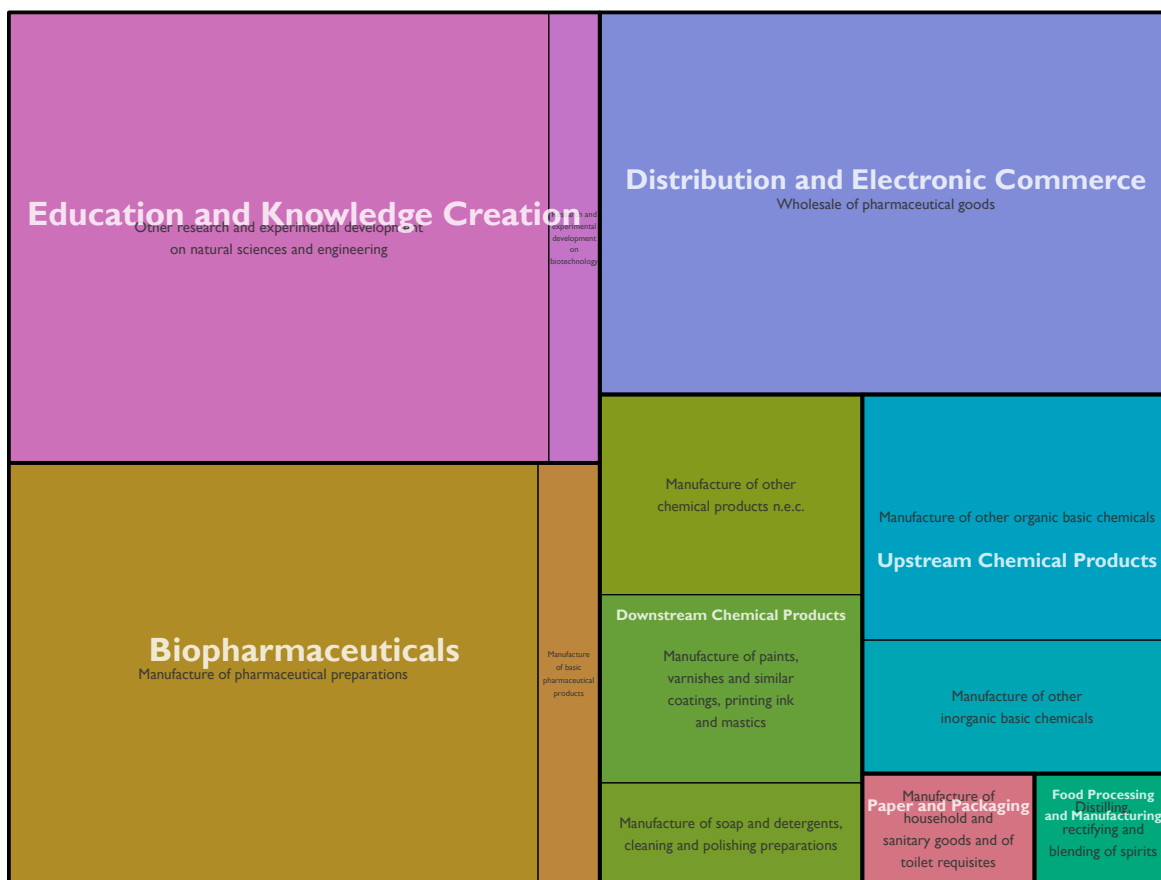 Education and Knowledge Creation
Other research and experimental development
on natural sciences and engineering
Research and
experimental
development
on
biotechnology
Distribution and Electronic Commerce
Wholesale of pharmaceutical goods
Biopharmaceuticals
Manufacture of pharmaceutical preparations
Manufacture
of basic
pharmaceutical
products
Manufacture of other
chemical products n.e.c.
Downstream Chemical Products
Manufacture of paints,
varnishes and similar
coatings, printing ink
and mastics
Manufacture of soap and detergents,
cleaning and polishing preparations
Manufacture of other organic basic chemicals
Upstream Chemical Products
Manufacture of other
inorganic basic chemicals
Paper and Packaging
Manufacture of
household and
sanitary goods and of
toilet requisites
Food Processing
and Manufacturing
Distilling,
rectifying and
blending of spirits